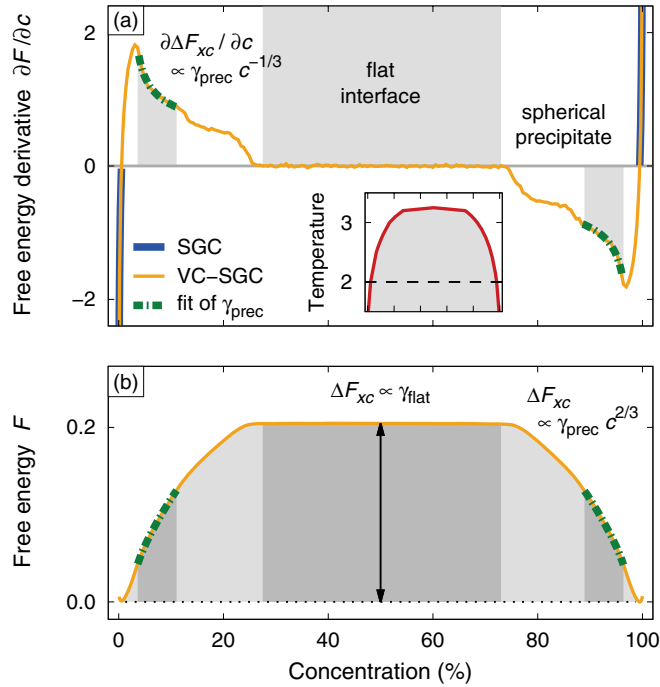 (a)
∂ΔF_xc / ∂c
∝ γ_prec c^−1/3
flat
interface
spherical
precipitate
Free energy derivative ∂F/∂c
2
0
−2
SGC
VC−SGC
fit of γ_prec
Temperature
3
2
(b)
ΔF_xc ∝ γ_flat
ΔF_xc
∝ γ_prec c^2/3
Free energy F
0.2
0.0
0 20 40 60 80 100
Concentration (%)